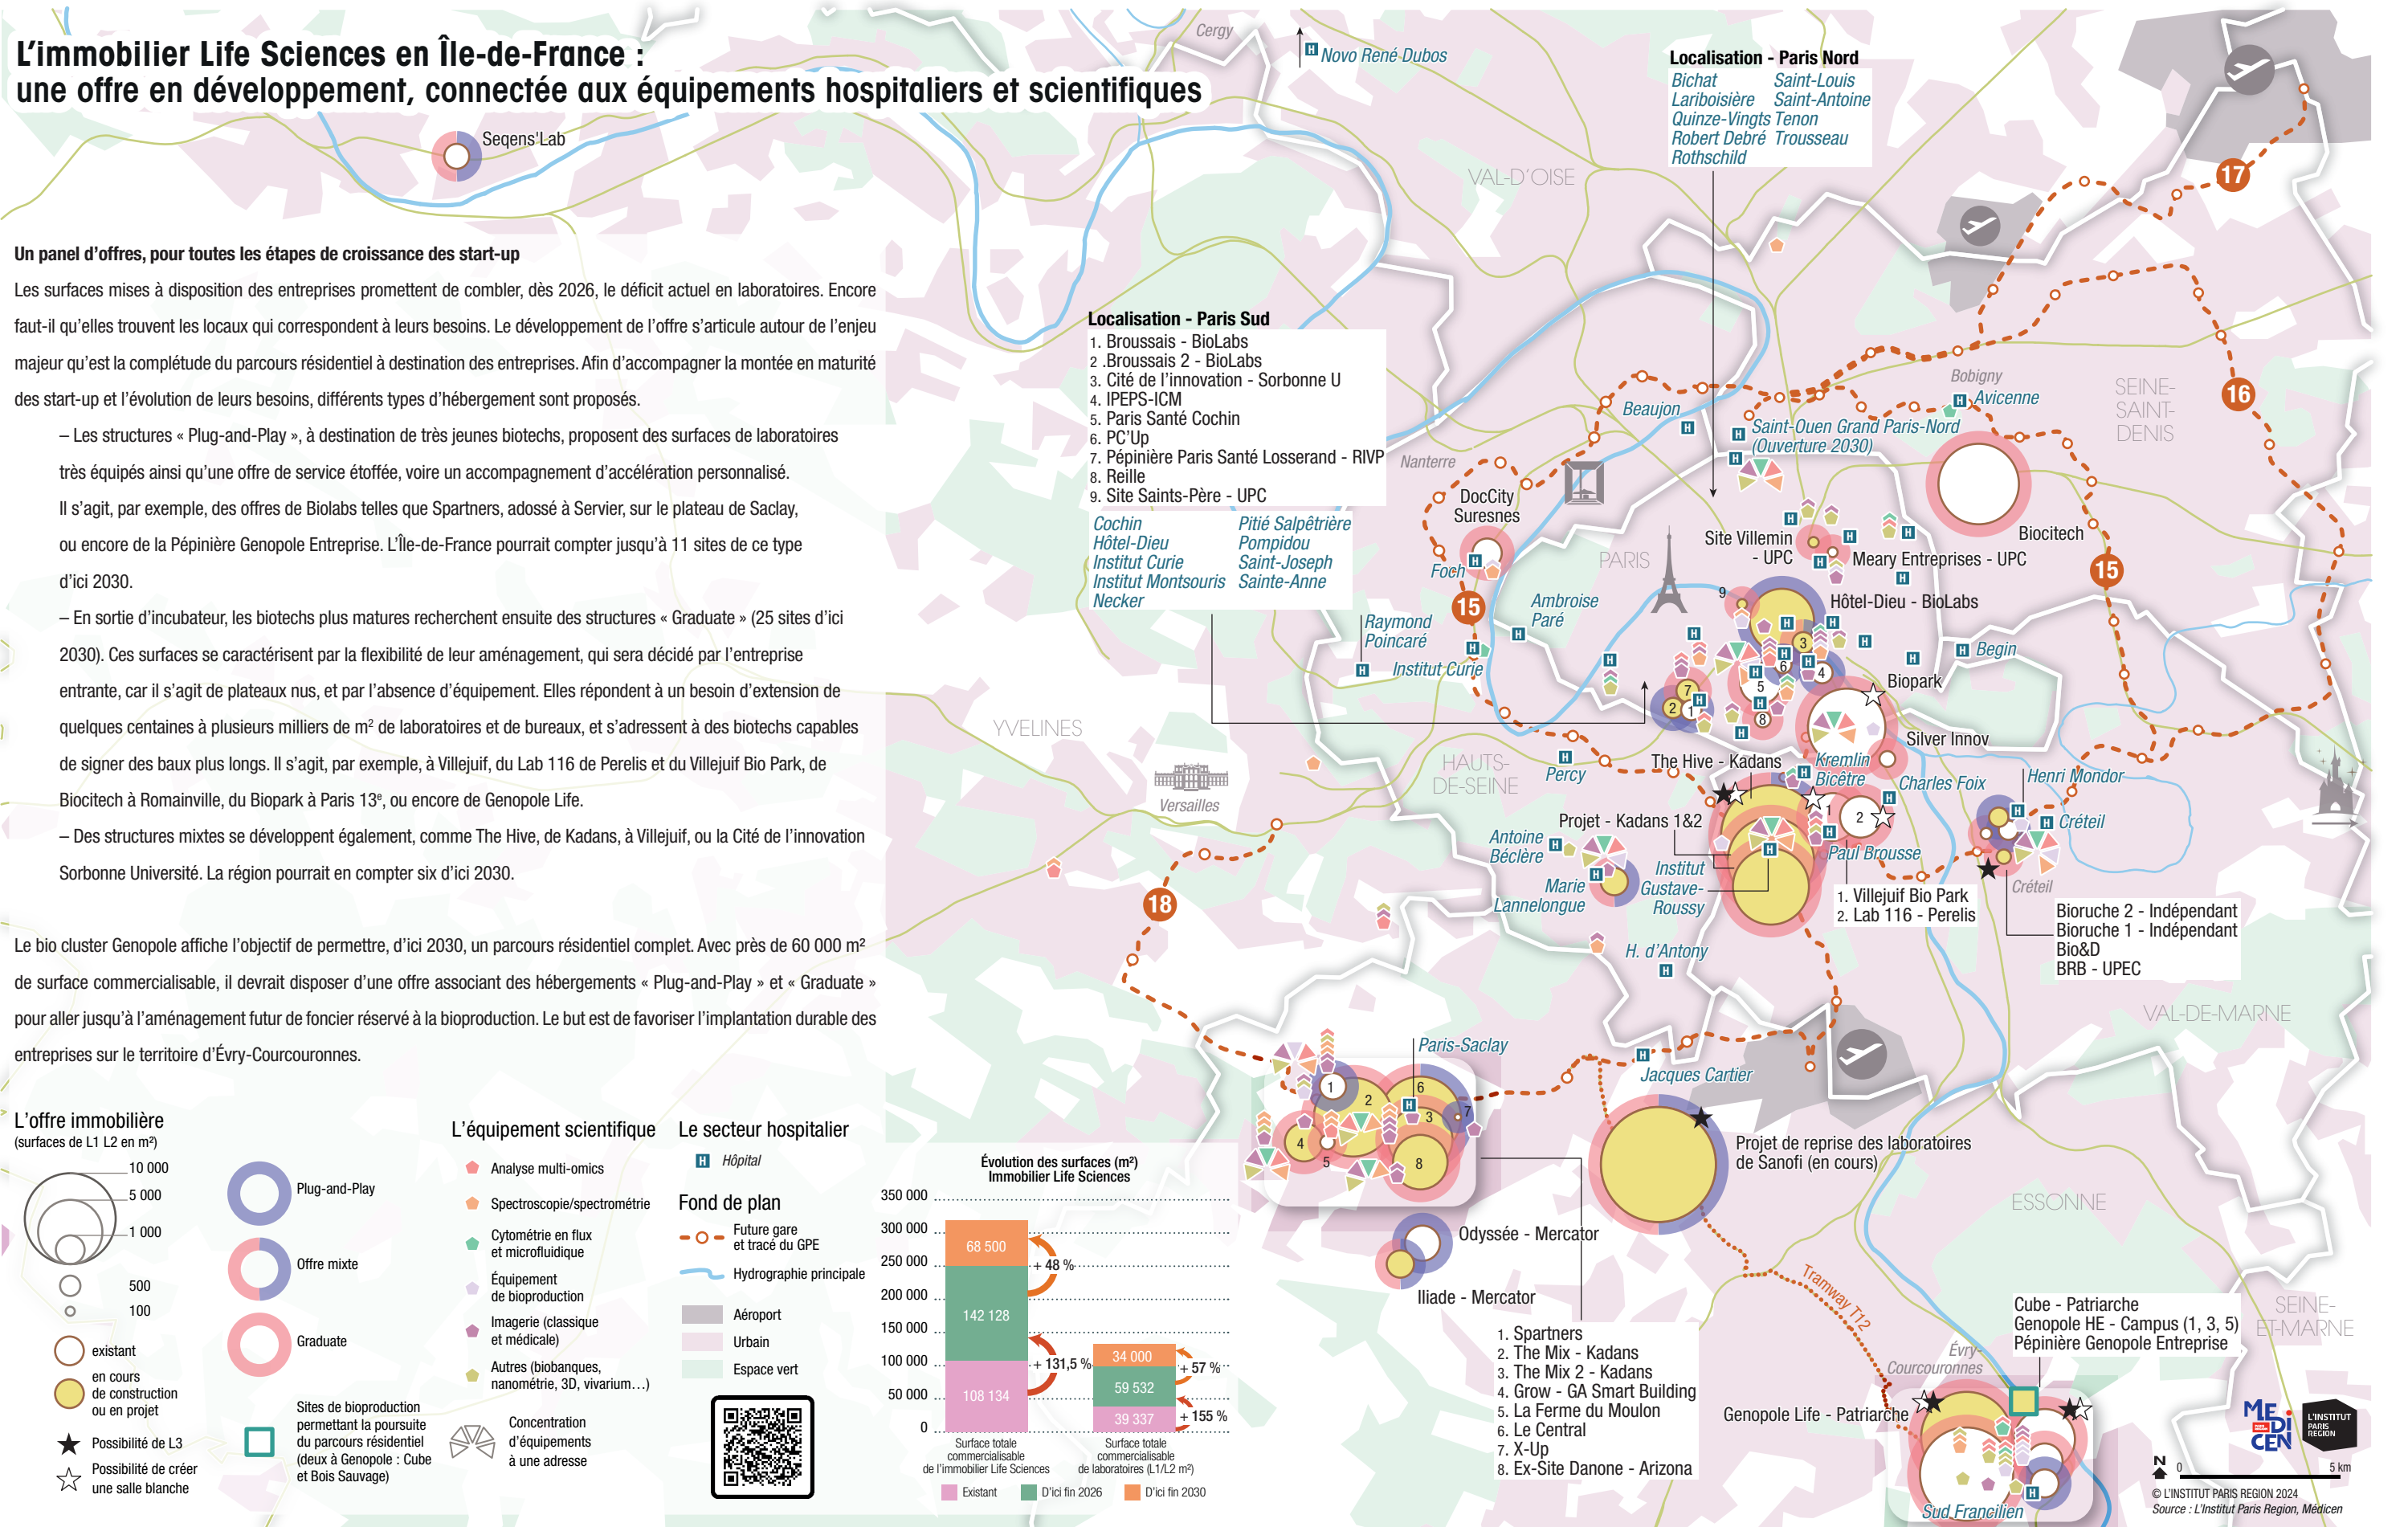 L'immobilier Life Sciences en Île-de-France :
une offre en développement, connectée aux équipements hospitaliers et scientifiques
Seqens'Lab
Un panel d'offres, pour toutes les étapes de croissance des start-up
Les surfaces mises à disposition des entreprises promettent de combler, dès 2026, le déficit actuel en laboratoires. Encore
faut-il qu'elles trouvent les locaux qui correspondent à leurs besoins. Le développement de l'offre s'articule autour de l'enjeu
majeur qu'est la complétude du parcours résidentiel à destination des entreprises. Afin d'accompagner la montée en maturité
des start-up et l'évolution de leurs besoins, différents types d'hébergement sont proposés.
– Les structures « Plug-and-Play », à destination de très jeunes biotechs, proposent des surfaces de laboratoires
très équipés ainsi qu'une offre de service étoffée, voire un accompagnement d'accélération personnalisé.
Il s'agit, par exemple, des offres de Biolabs telles que Spartners, adossé à Servier, sur le plateau de Saclay,
ou encore de la Pépinière Genopole Entreprise. L'Île-de-France pourrait compter jusqu'à 11 sites de ce type
d'ici 2030.
– En sortie d'incubateur, les biotechs plus matures recherchent ensuite des structures « Graduate » (25 sites d'ici
2030). Ces surfaces se caractérisent par la flexibilité de leur aménagement, qui sera décidé par l'entreprise
entrante, car il s'agit de plateaux nus, et par l'absence d'équipement. Elles répondent à un besoin d'extension de
quelques centaines à plusieurs milliers de m² de laboratoires et de bureaux, et s'adressent à des biotechs capables
de signer des baux plus longs. Il s'agit, par exemple, à Villejuif, du Lab 116 de Perelis et du Villejuif Bio Park, de
Biocitech à Romainville, du Biopark à Paris 13e, ou encore de Genopole Life.
– Des structures mixtes se développent également, comme The Hive, de Kadans, à Villejuif, ou la Cité de l'innovation
Sorbonne Université. La région pourrait en compter six d'ici 2030.
Le bio cluster Genopole affiche l'objectif de permettre, d'ici 2030, un parcours résidentiel complet. Avec près de 60 000 m²
de surface commercialisable, il devrait disposer d'une offre associant des hébergements « Plug-and-Play » et « Graduate »
pour aller jusqu'à l'aménagement futur de foncier réservé à la bioproduction. Le but est de favoriser l'implantation durable des
entreprises sur le territoire d'Évry-Courcouronnes.
L'offre immobilière
(surfaces de L1 L2 en m²)
10 000
5 000
1 000
500
100
existant
en cours
de construction
ou en projet
Possibilité de L3
Possibilité de créer
une salle blanche
Plug-and-Play
Offre mixte
Graduate
Sites de bioproduction
permettant la poursuite
du parcours résidentiel
(deux à Genopole : Cube
et Bois Sauvage)
L'équipement scientifique
Analyse multi-omics
Spectroscopie/spectrométrie
Cytométrie en flux
et microfluidique
Équipement
de bioproduction
Imagerie (classique
et médicale)
Autres (biobanques,
nanométrie, 3D, vivarium…)
Concentration
d'équipements
à une adresse
Le secteur hospitalier
H Hôpital
Fond de plan
Future gare
et tracé du GPE
Hydrographie principale
Aéroport
Urbain
Espace vert
Évolution des surfaces (m²)
Immobilier Life Sciences
350 000
300 000
250 000
200 000
150 000
100 000
50 000
0
68 500
142 128
108 134
+ 48 %
+ 131,5 %
34 000
59 532
39 337
+ 57 %
+ 155 %
Surface totale
commercialisable
de l'immobilier Life Sciences
Surface totale
commercialisable
de laboratoires (L1/L2 m²)
Existant
D'ici fin 2026
D'ici fin 2030
Cergy
H Novo René Dubos
VAL-D'OISE
Localisation - Paris Nord
Bichat Saint-Louis
Lariboisière Saint-Antoine
Quinze-Vingts Tenon
Robert Debré Trousseau
Rothschild
17
16
15
15
18
Localisation - Paris Sud
1. Broussais - BioLabs
2 .Broussais 2 - BioLabs
3. Cité de l'innovation - Sorbonne U
4. IPEPS-ICM
5. Paris Santé Cochin
6. PC'Up
7. Pépinière Paris Santé Losserand - RIVP
8. Reille
9. Site Saints-Père - UPC
Cochin Pitié Salpêtrière
Hôtel-Dieu Pompidou
Institut Curie Saint-Joseph
Institut Montsouris Sainte-Anne
Necker
Nanterre
Beaujon
Bobigny
Avicenne
SEINE-
SAINT-
DENIS
Saint-Ouen Grand Paris-Nord
(Ouverture 2030)
DocCity
Suresnes
Foch
PARIS
Site Villemin
- UPC
Meary Entreprises - UPC
Biocitech
Hôtel-Dieu - BioLabs
Ambroise
Paré
Raymond
Poincaré
Institut Curie
Begin
Biopark
Silver Innov
9
3
6
4
5
7
2
1
8
YVELINES
Versailles
HAUTS-
DE-SEINE
Percy
The Hive - Kadans
Kremlin
Bicêtre
Charles Foix
Henri Mondor
Créteil
Projet - Kadans 1&2
1
2
Antoine
Béclère
Marie
Lannelongue
Institut
Gustave-
Roussy
Paul Brousse
1. Villejuif Bio Park
2. Lab 116 - Perelis
Créteil
Bioruche 2 - Indépendant
Bioruche 1 - Indépendant
Bio&D
BRB - UPEC
H. d'Antony
VAL-DE-MARNE
Paris-Saclay
Jacques Cartier
1
2
6
3
7
4
5
8
Projet de reprise des laboratoires
de Sanofi (en cours)
ESSONNE
Odyssée - Mercator
Iliade - Mercator
1. Spartners
2. The Mix - Kadans
3. The Mix 2 - Kadans
4. Grow - GA Smart Building
5. La Ferme du Moulon
6. Le Central
7. X-Up
8. Ex-Site Danone - Arizona
Tramway T12
Cube - Patriarche
Genopole HE - Campus (1, 3, 5)
Pépinière Genopole Entreprise
SEINE-
ET-MARNE
Évry-
Courcouronnes
Genopole Life - Patriarche
Sud Francilien
MEDICEN
L'INSTITUT
PARIS
REGION
N
0
5 km
© L'INSTITUT PARIS REGION 2024
Source : L'Institut Paris Region, Médicen